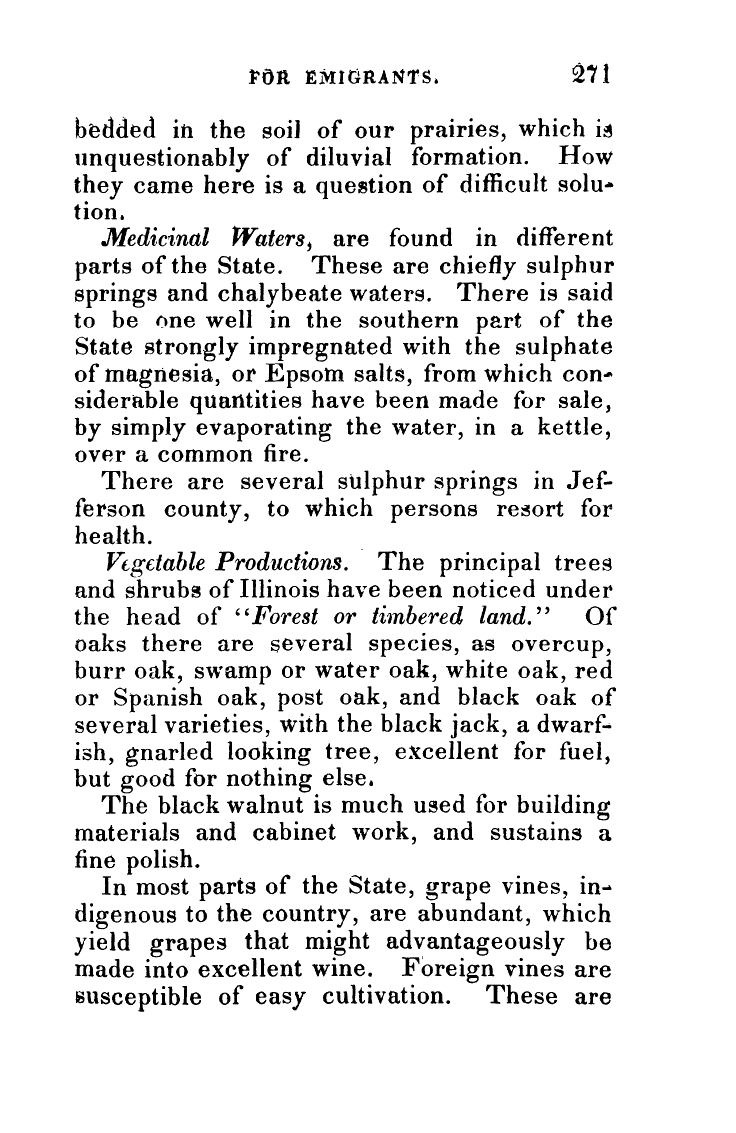 FOR EMIGRANTS. 271
bedded in the soil of our prairies, which is
unquestionably of diluvial formation. How
they came here is a question of difficult solu-
tion.
Medicinal Waters, are found in different
parts of the State. These are chiefly sulphur
springs and chalybeate waters. There is said
to be one well in the southern part of the
State strongly impregnated with the sulphate
of magnesia, or Epsom salts, from which con-
siderable quantities have been made for sale,
by simply evaporating the water, in a kettle,
over a common fire.
There are several sulphur springs in Jef-
ferson county, to which persons resort for
health.
Vegetable Productions. The principal trees
and shrubs of Illinois have been noticed under
the head of "Forest or timbered land." Of
oaks there are several species, as overcup,
burr oak, swamp or water oak, white oak, red
or Spanish oak, post oak, and black oak of
several varieties, with the black jack, a dwarf-
ish, gnarled looking tree, excellent for fuel,
but good for nothing else.
The black walnut is much used for building
materials and cabinet work, and sustains a
fine polish.
In most parts of the State, grape vines, in-
digenous to the country, are abundant, which
yield grapes that might advantageously be
made into excellent wine. Foreign vines are
susceptible of easy cultivation. These are